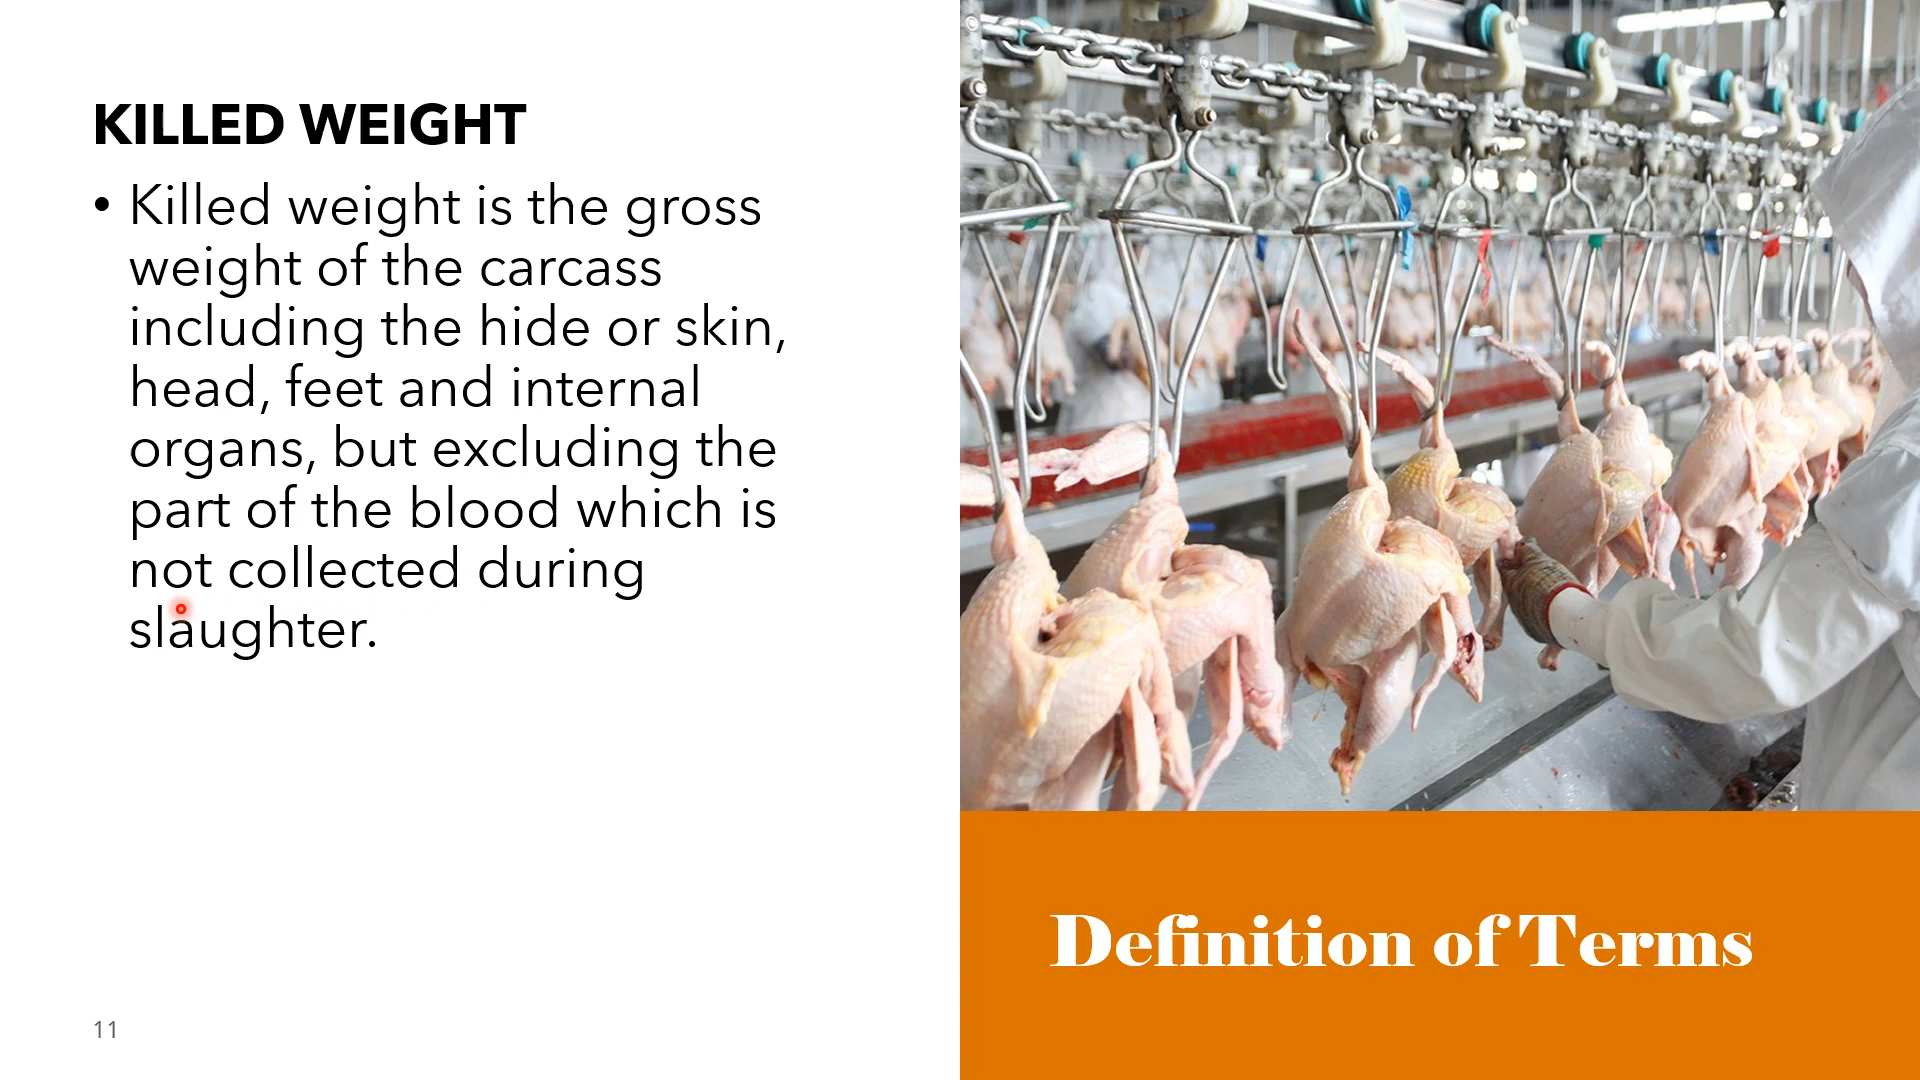 KILLED WEIGHT
• Killed weight is the gross
weight of the carcass
including the hide or skin,
head, feet and internal
organs, but excluding the
part of the blood which is
not collected during
slaughter.
Definition of Terms
11